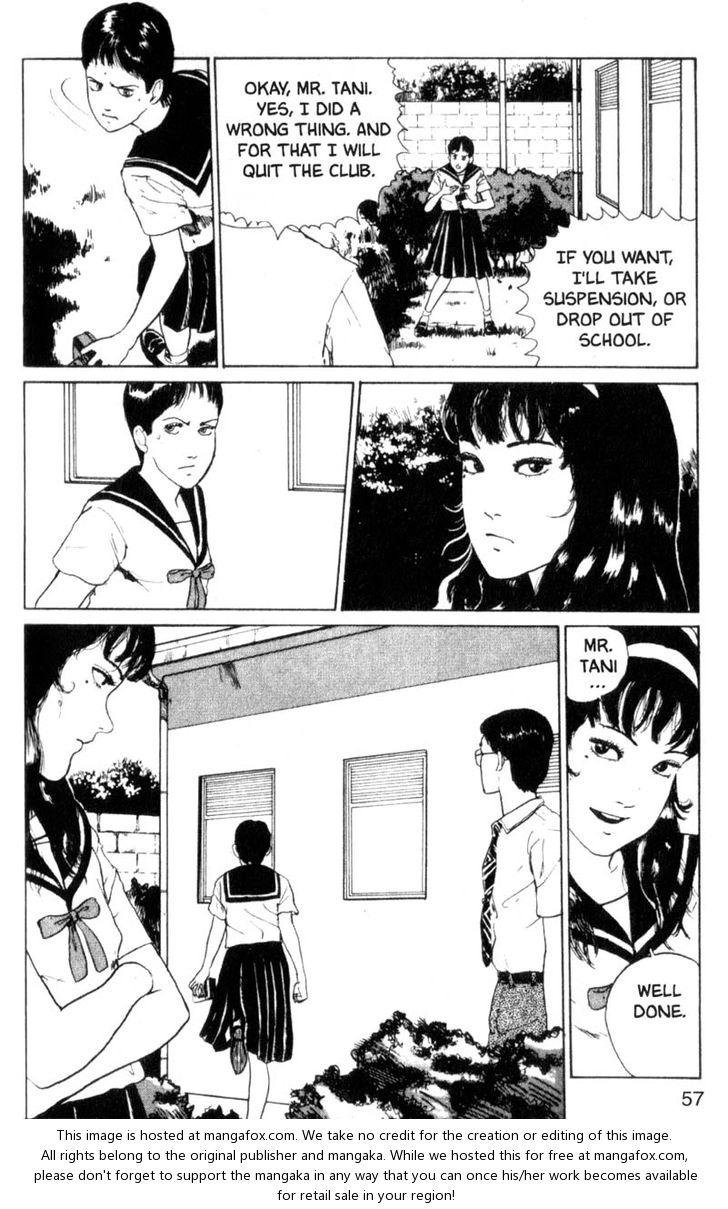 OKAY, MR. TANI.
YES, I DID A
WRONG THING. AND
FOR THAT I WILL
QUIT THE CLUB.
IF YOU WANT,
I'LL TAKE
SUSPENSION, OR
DROP OUT OF
SCHOOL.
MR.
TANI
...
WELL
DONE.
57
This image is hosted at mangafox.com. We take no credit for the creation or editing of this image.
All rights belong to the original publisher and mangaka. While we hosted this for free at mangafox.com,
please don't forget to support the mangaka in any way that you can once his/her work becomes available
for retail sale in your region!